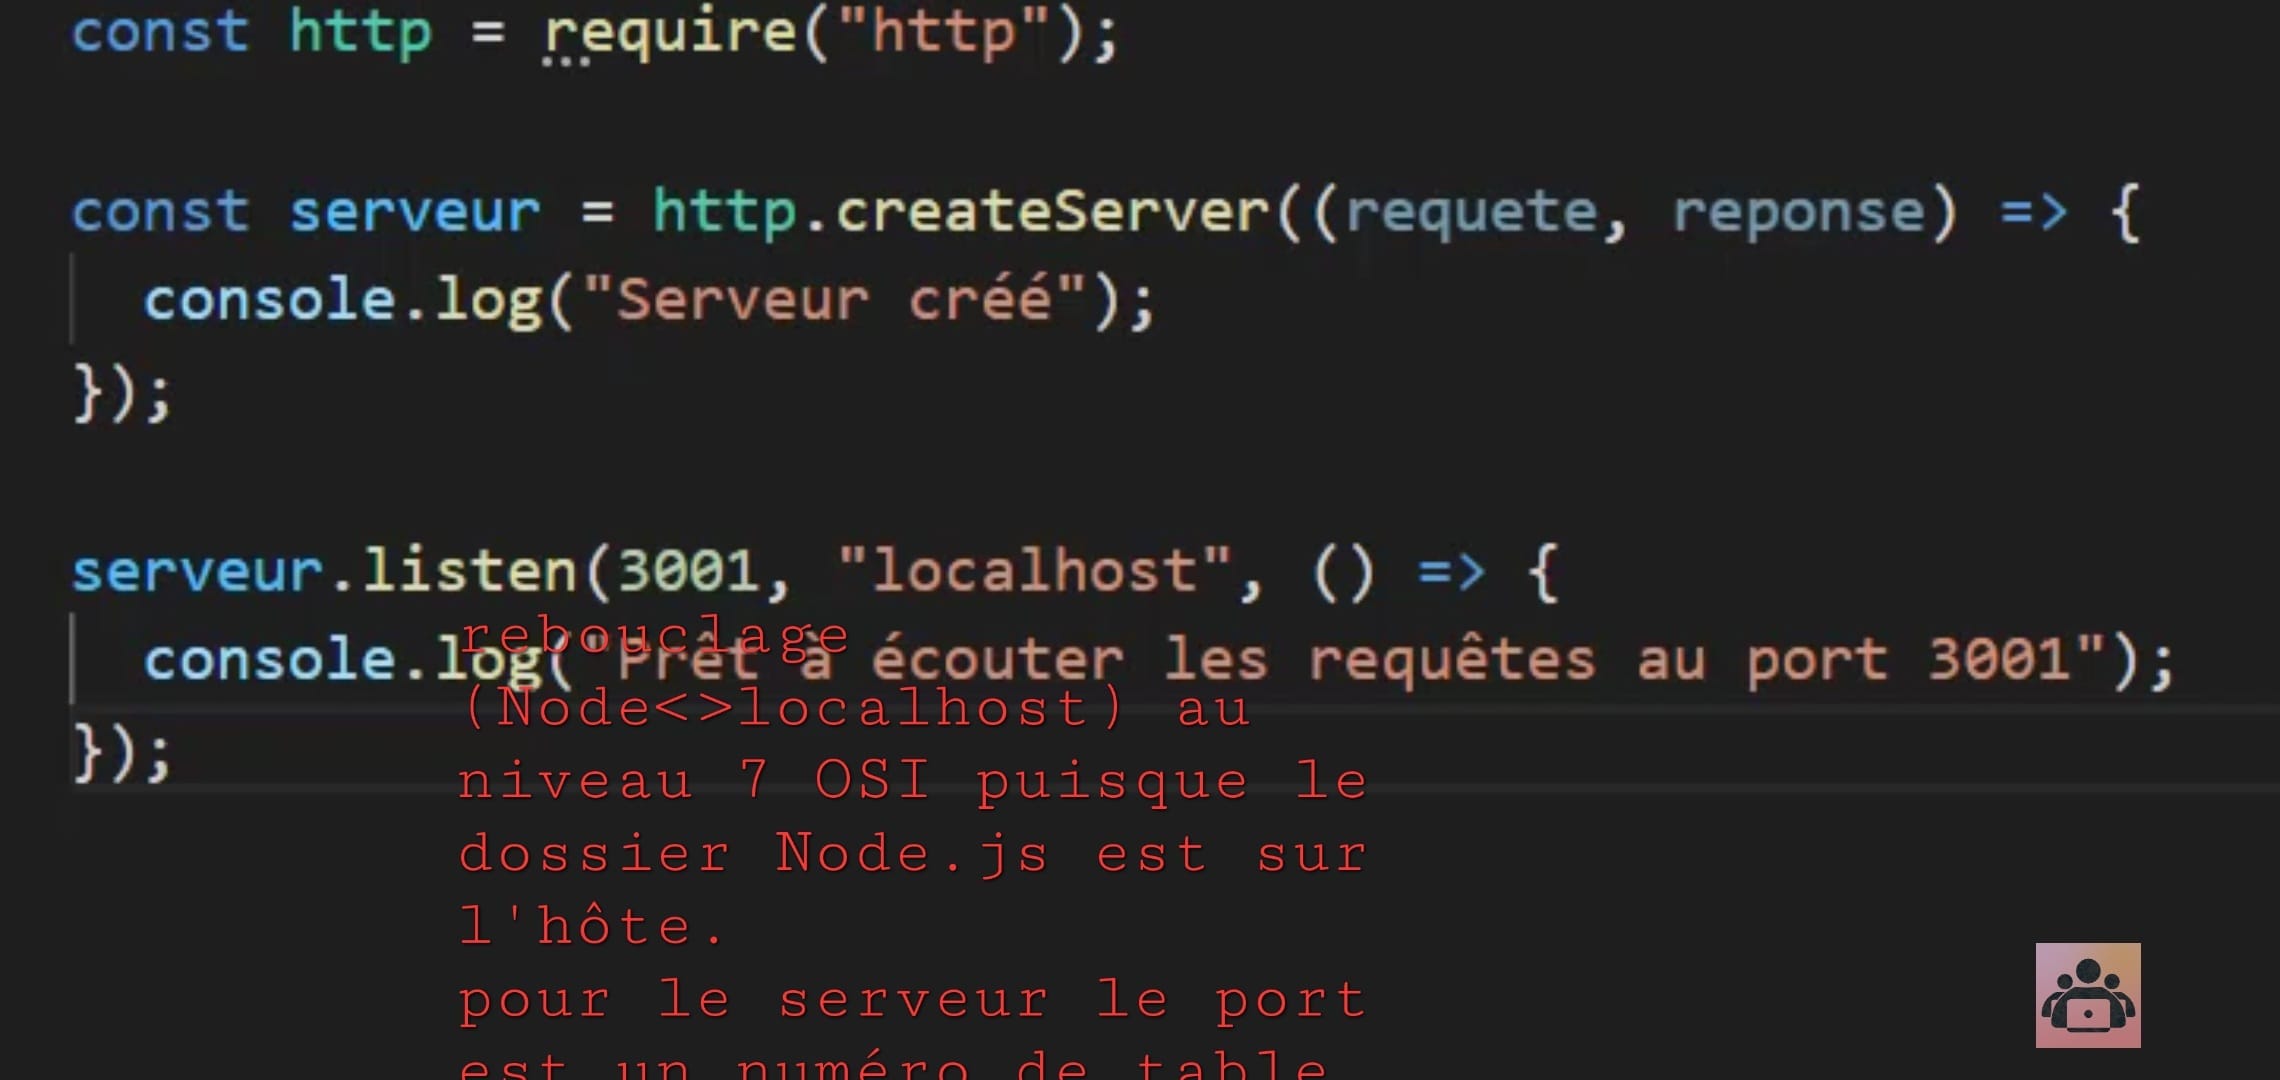 const http = require("http");
const serveur = http.createServer((requete, reponse) => {
console.log("Serveur créé");
});
serveur.listen(3001, "localhost", () => {
console.log("Prêt à écouter les requêtes au port 3001");
});
rebouclage
(Node<>localhost) au
niveau 7 OSI puisque le
dossier Node.js est sur
l'hôte.
pour le serveur le port
est un numéro de table